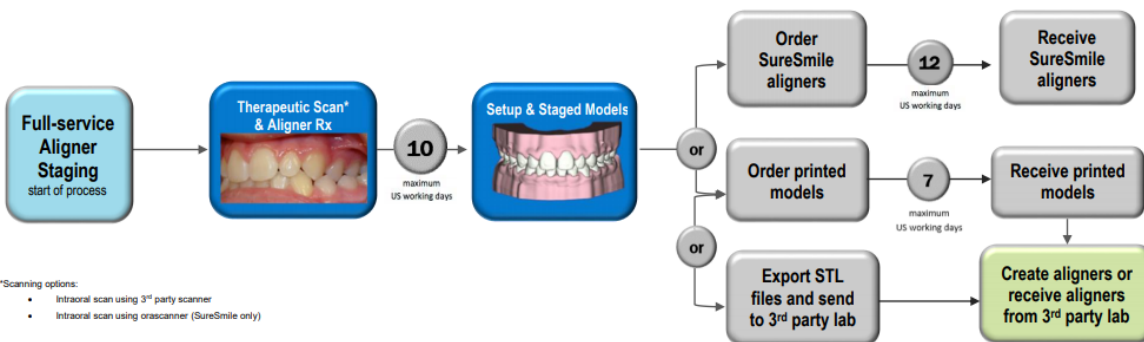 Full-service
Aligner
Staging
start of process
Therapeutic Scan*
& Aligner Rx
10
maximum
US working days
Setup & Staged Models
or
or
Order
SureSmile
aligners
12
maximum
US working days
Receive
SureSmile
aligners
Order printed
models
7
maximum
US working days
Receive printed
models
Export STL
files and send
to 3rd party lab
Create aligners or
receive aligners
from 3rd party lab
*Scanning options:
• Intraoral scan using 3rd party scanner
• Intraoral scan using orascanner (SureSmile only)